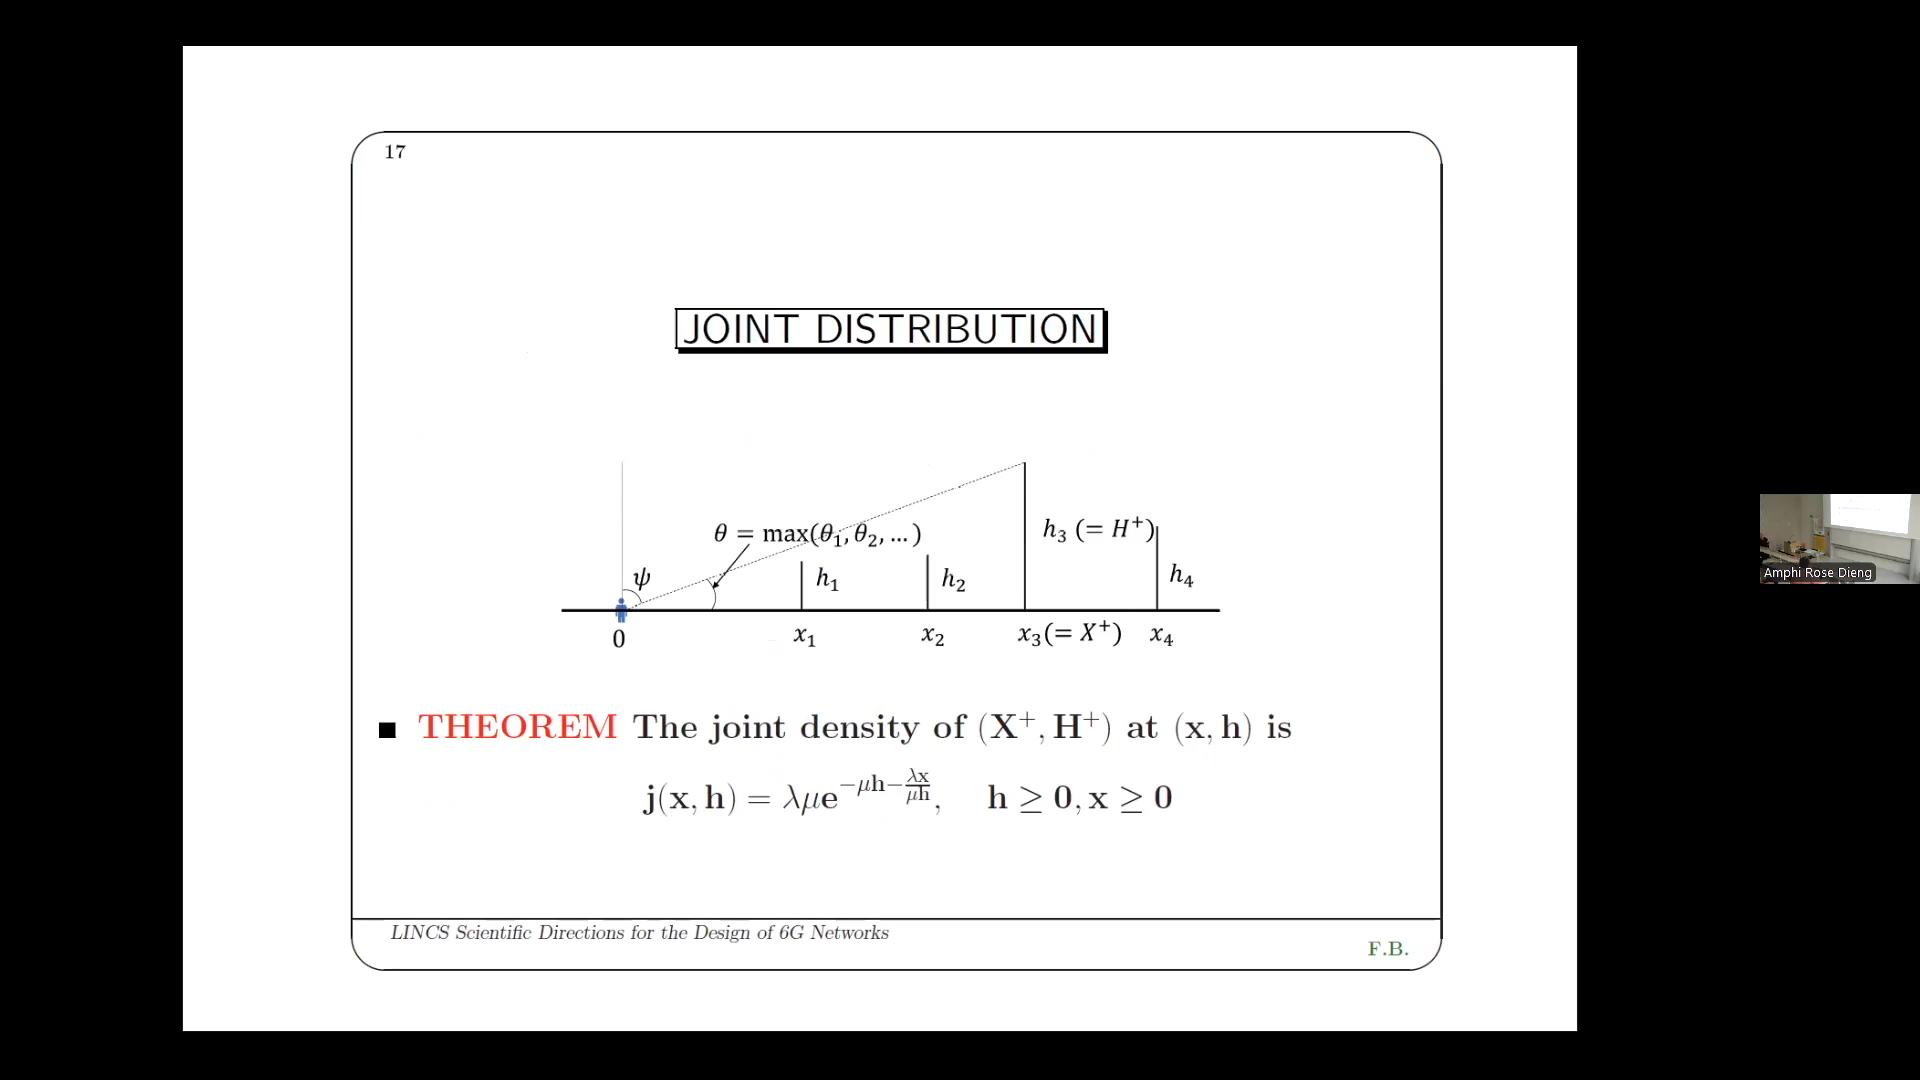 17
JOINT DISTRIBUTION
θ = max(θ₁, θ₂, …)
h₃ (= H⁺)
ψ
h₁
h₂
h₄
0
x₁
x₂
x₃(= X⁺)
x₄
■ THEOREM The joint density of (X⁺, H⁺) at (x, h) is
j(x, h) = λμe^{−μh−\frac{λx}{μh}}, h ≥ 0, x ≥ 0
LINCS Scientific Directions for the Design of 6G Networks
F.B.
Amphi Rose Dieng